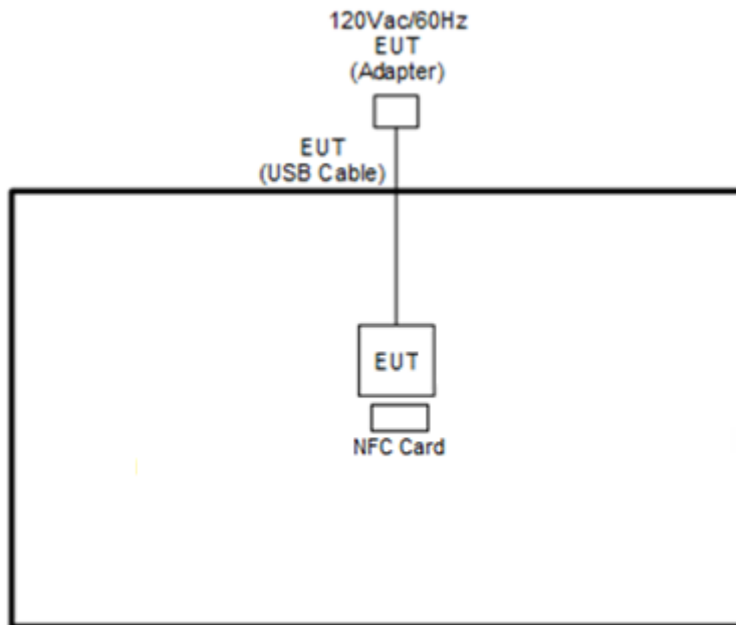 120Vac/60Hz
EUT
(Adapter)
EUT
(USB Cable)
EUT
NFC Card